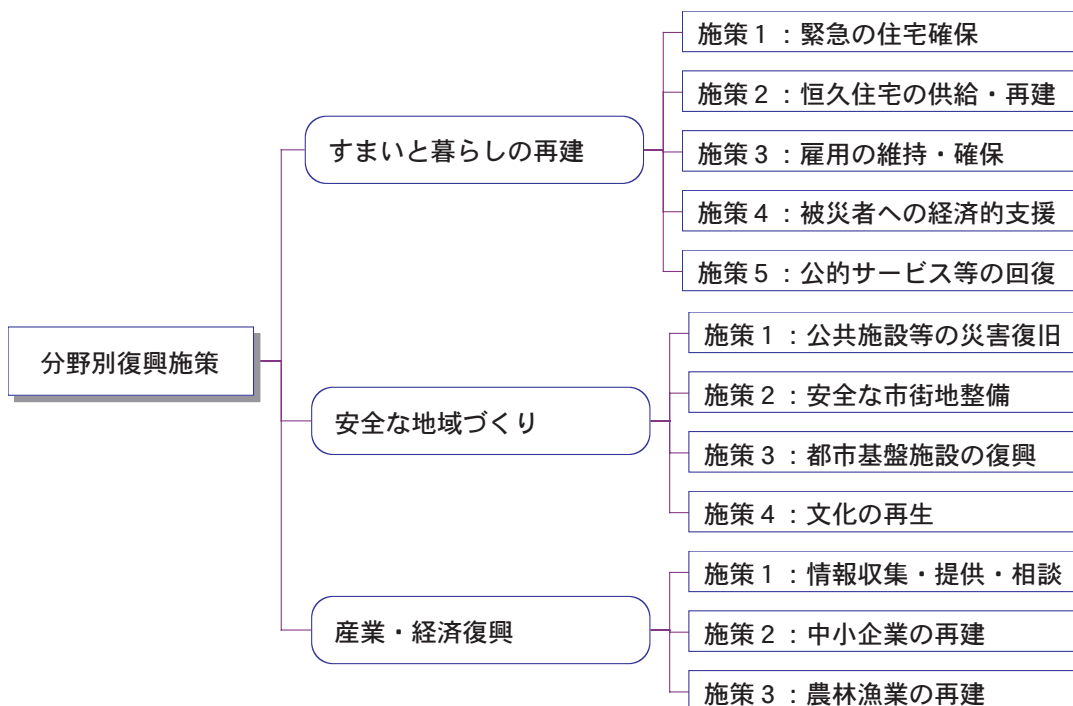 分野別復興施策
すまいと暮らしの再建
施策1：緊急の住宅確保
施策2：恒久住宅の供給・再建
施策3：雇用の維持・確保
施策4：被災者への経済的支援
施策5：公的サービス等の回復
安全な地域づくり
施策1：公共施設等の災害復旧
施策2：安全な市街地整備
施策3：都市基盤施設の復興
施策4：文化の再生
産業・経済復興
施策1：情報収集・提供・相談
施策2：中小企業の再建
施策3：農林漁業の再建